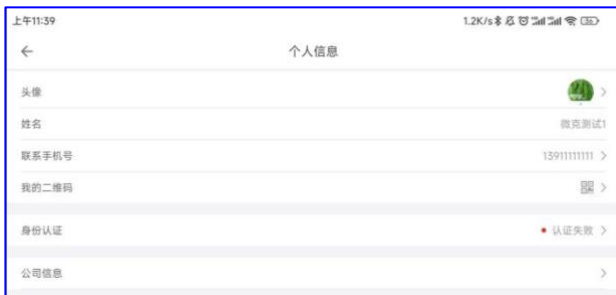 上午11:39 1.2K/s 36
个人信息
头像
姓名 微克测试1
联系手机号 13911111111
我的二维码
身份认证 认证失败
公司信息